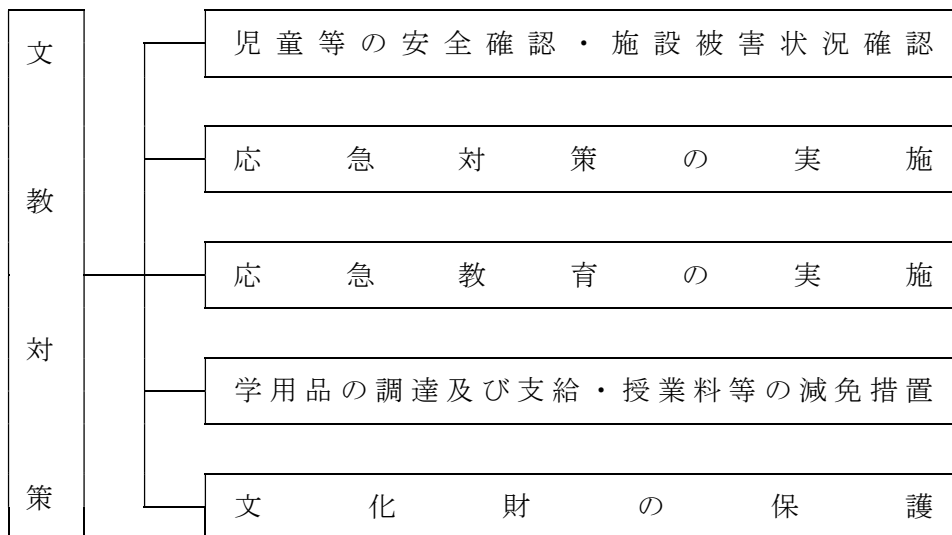 文教対策
児童等の安全確認・施設被害状況確認
応急対策の実施
応急教育の実施
学用品の調達及び支給・授業料等の減免措置
文化財の保護